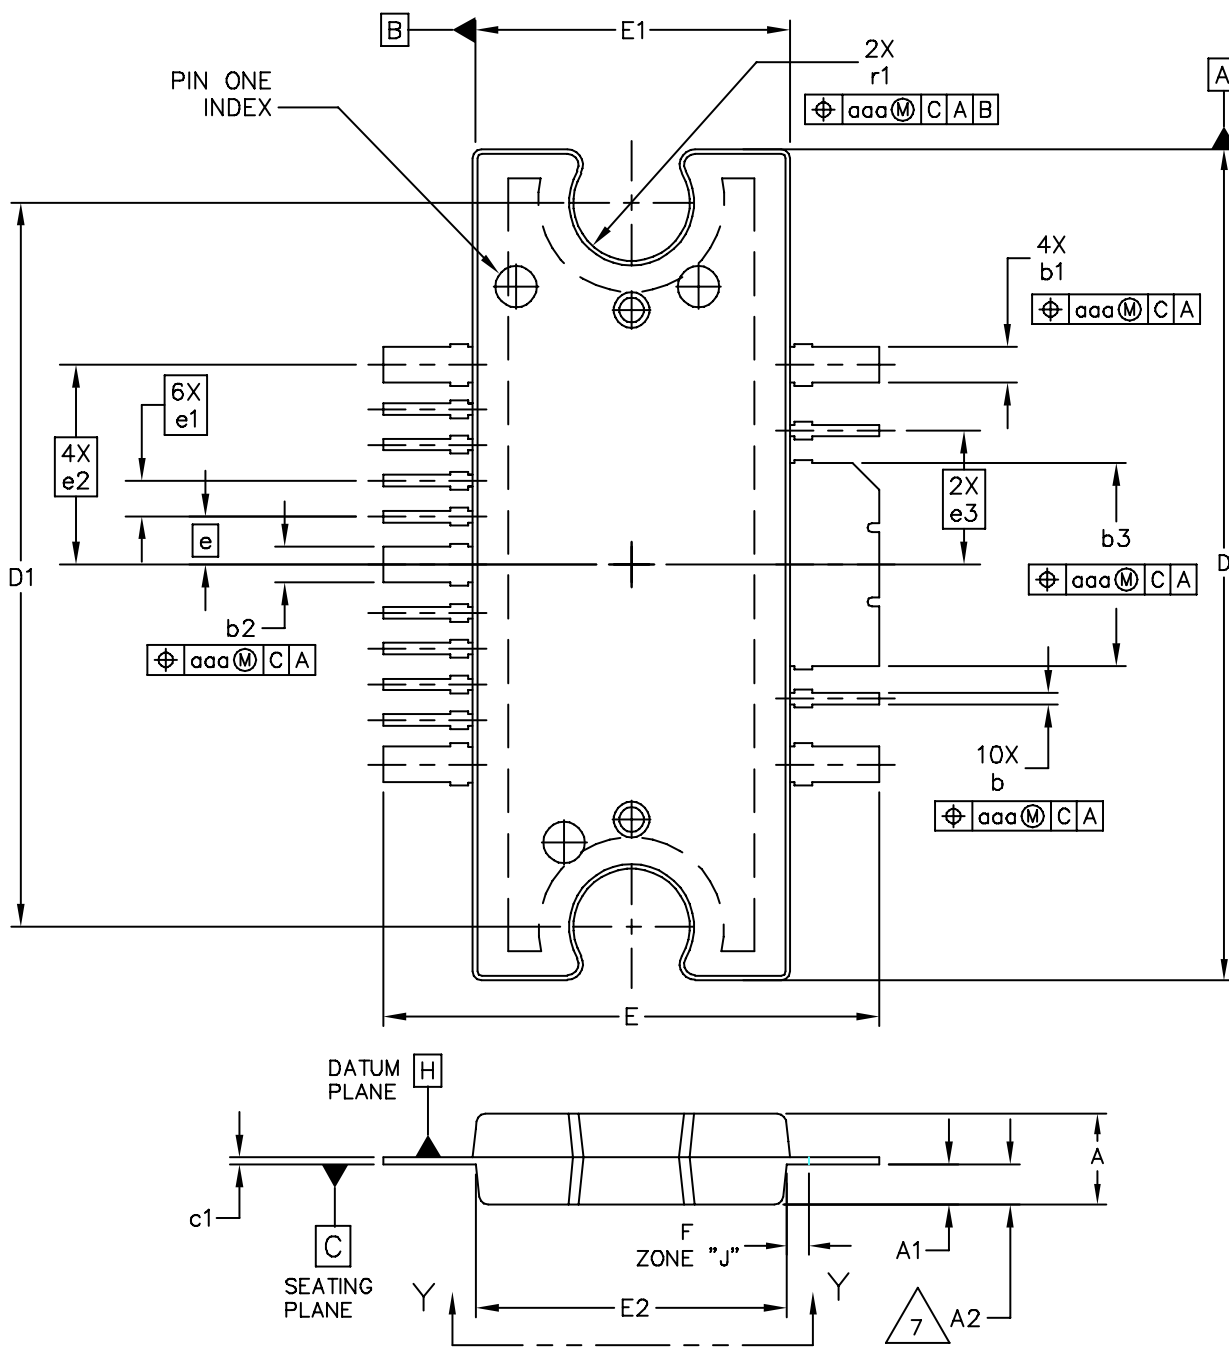 B
E1
2X
r1
⌖ aaa Ⓜ C A B
PIN ONE
INDEX
A
4X
b1
⌖ aaa Ⓜ C A
6X
e1
4X
e2
2X
e3
e
b3
⌖ aaa Ⓜ C A
D1
D
b2
⌖ aaa Ⓜ C A
10X
b
⌖ aaa Ⓜ C A
E
DATUM
PLANE
H
A
c1
C
SEATING
PLANE
F
ZONE "J"
A1
Y
Y
E2
7
A2